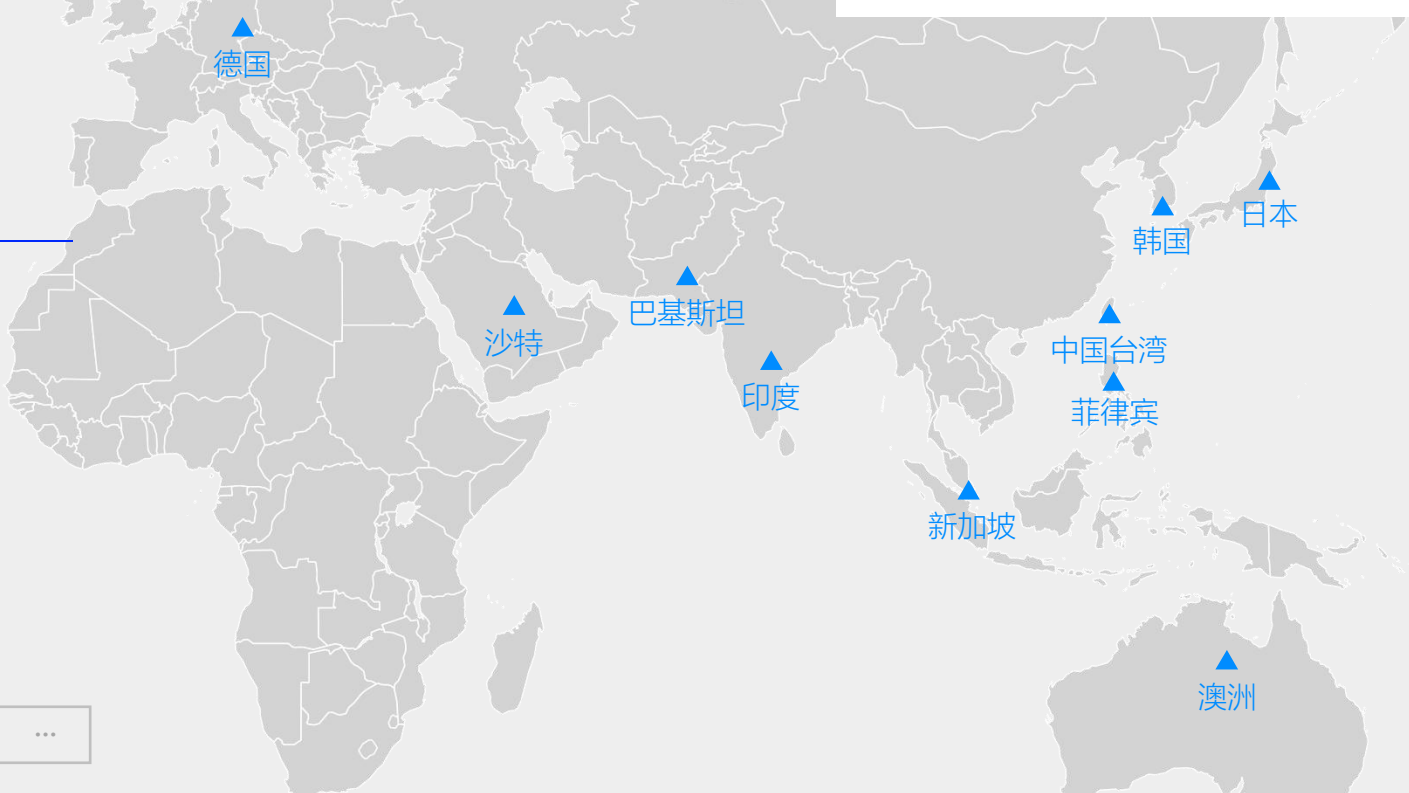 德国
日本
韩国
巴基斯坦
沙特
中国台湾
印度
菲律宾
新加坡
澳洲
...